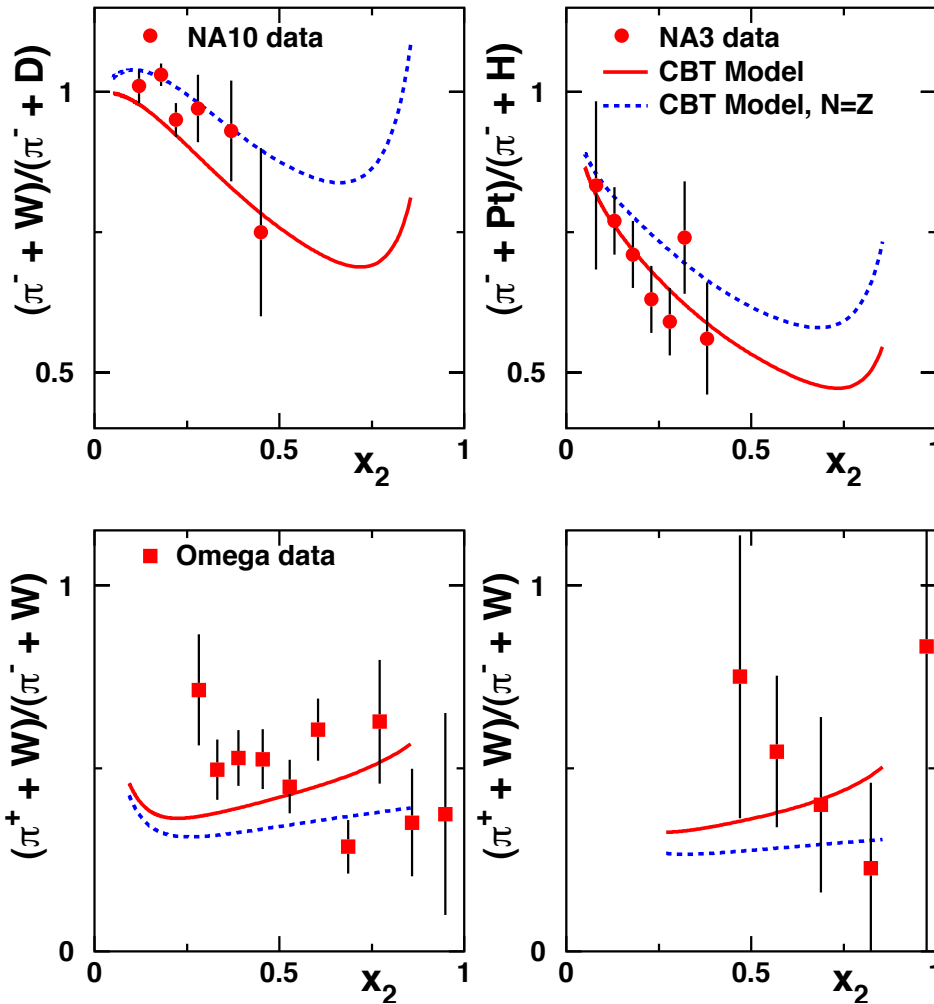 NA10 data
(π⁻ + W)/(π⁻ + D)
1
0.5
0
0.5
1
x₂
NA3 data
CBT Model
CBT Model, N=Z
(π⁻ + Pt)/(π⁻ + H)
1
0.5
0
0.5
1
x₂
Omega data
(π⁺ + W)/(π⁻ + W)
1
0
0
0.5
1
x₂
(π⁺ + W)/(π⁻ + W)
1
0
0
0.5
1
x₂